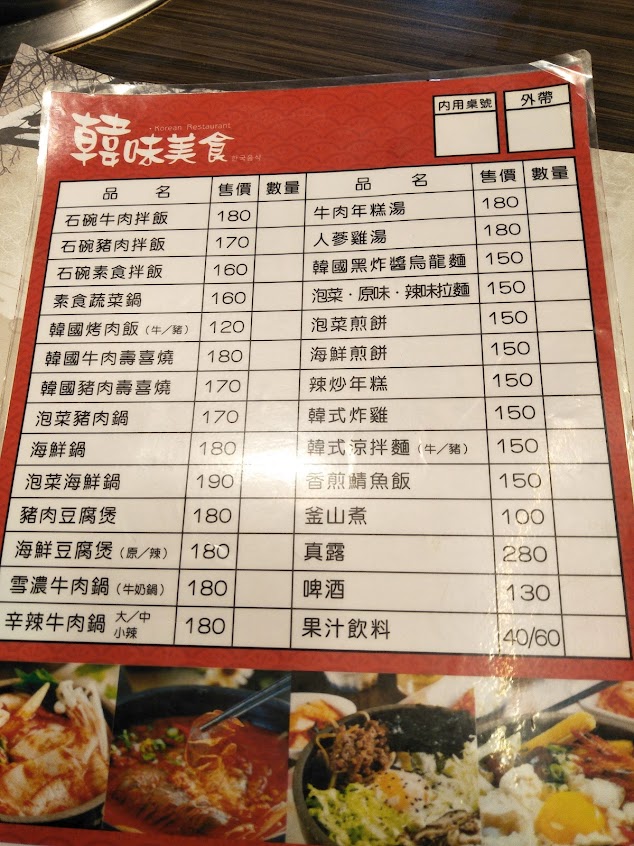 韓味美食
· Korean Restaurant
한국음식
內用桌號
外帶
品名 售價 數量
石碗牛肉拌飯 180
石碗豬肉拌飯 170
石碗素食拌飯 160
素食蔬菜鍋 160
韓國烤肉飯(牛/豬) 120
韓國牛肉壽喜燒 180
韓國豬肉壽喜燒 170
泡菜豬肉鍋 170
海鮮鍋 180
泡菜海鮮鍋 190
豬肉豆腐煲 180
海鮮豆腐煲(原/辣) 180
雪濃牛肉鍋(牛奶鍋) 180
辛辣牛肉鍋 大/中小辣 180
品名 售價 數量
牛肉年糕湯 180
人蔘雞湯 180
韓國黑炸醬烏龍麵 150
泡菜·原味·辣味拉麵 150
泡菜煎餅 150
海鮮煎餅 150
辣炒年糕 150
韓式炸雞 150
韓式涼拌麵(牛/豬) 150
香煎鯖魚飯 150
釜山煮 100
真露 280
啤酒 130
果汁飲料 40/60